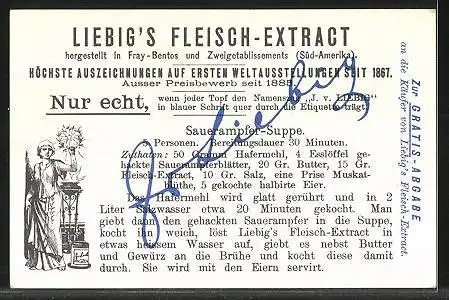 LIEBIG'S FLEISCH-EXTRACT
hergestellt in Fray-Bentos und Zweigetablissements (Süd-Amerika).
HÖCHSTE AUSZEICHNUNGEN AUF ERSTEN WELTAUSSTELLUNGEN SEIT 1867.
Ausser Preisbewerb seit 1885.
Nur echt,
wenn jeder Topf den Namenszug "J. v. LIEBIG"
in blauer Schrift quer durch die Etiquette trägt.
Sauerampfer-Suppe.
Personen. Bereitungsdauer 30 Minuten.
Zuthaten: 50 Gramm Hafermehl, 4 Esslöffel ge-
hackte Sauerampferblätter, 20 Gr. Butter, 15 Gr.
Fleisch-Extract, 10 Gr. Salz, eine Prise Muskat-
blüthe, 5 gekochte halbirte Eier.
Das Hafermehl wird glatt gerührt und in 2
Liter Salzwasser etwa 20 Minuten gekocht. Man
giebt dann den gehackten Sauerampfer in die Suppe,
kocht ihn weich, löst Liebig's Fleisch-Extract in
etwas heissem Wasser auf, giebt es nebst Butter
und Gewürz an die Brühe und kocht diese damit
durch. Sie wird mit den Eiern servirt.
J v Liebig
Zur GRATIS-ABGABE
an die Käufer von Liebig's Fleisch Extract.